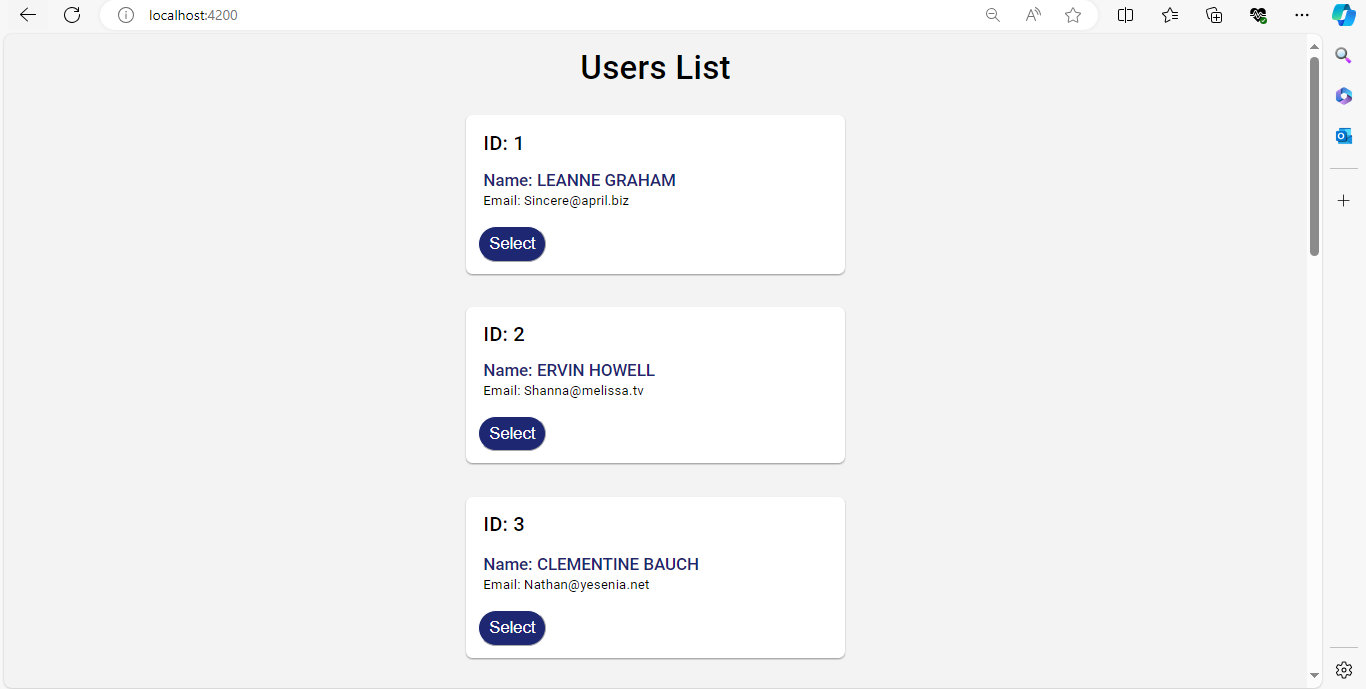 localhost:4200
Users List
ID: 1
Name: LEANNE GRAHAM
Email: Sincere@april.biz
Select
ID: 2
Name: ERVIN HOWELL
Email: Shanna@melissa.tv
Select
ID: 3
Name: CLEMENTINE BAUCH
Email: Nathan@yesenia.net
Select